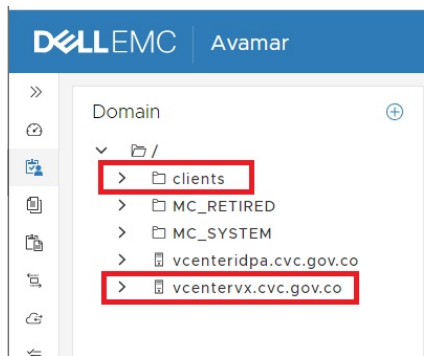 DELLEMC Avamar
Domain
/
clients
MC_RETIRED
MC_SYSTEM
vcenteridpa.cvc.gov.co
vcentervx.cvc.gov.co